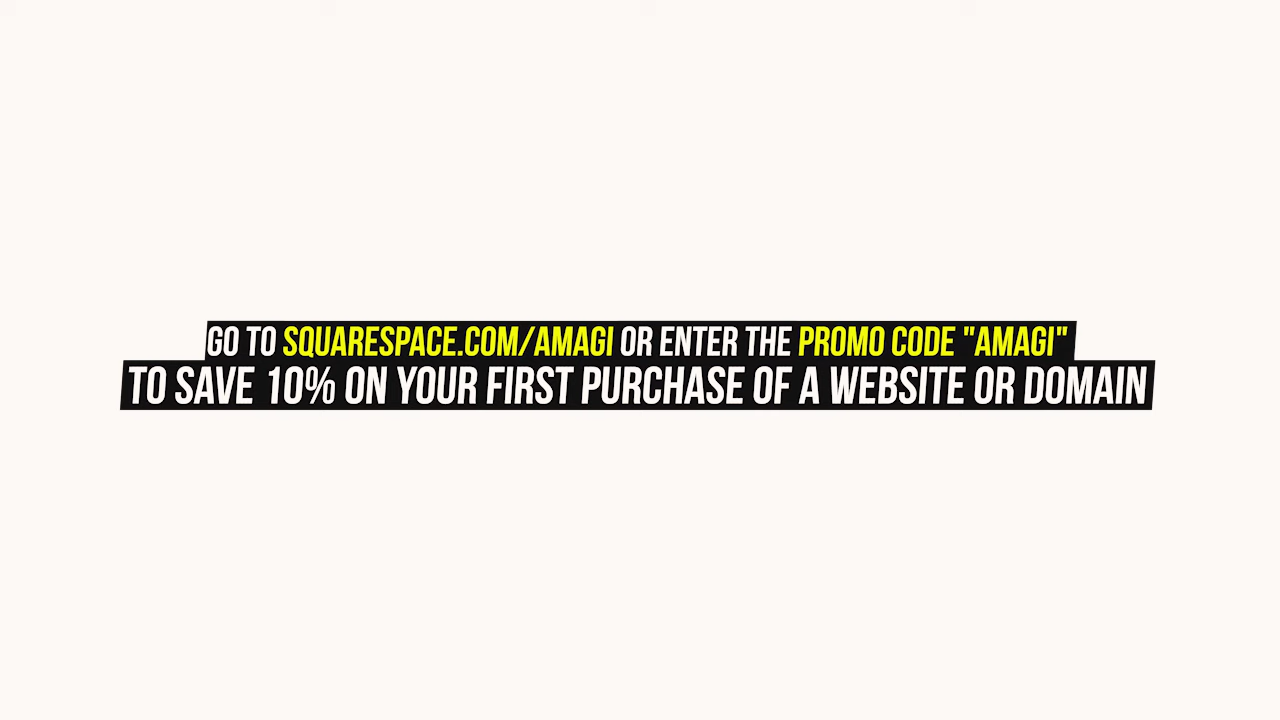 GO TO SQUARESPACE.COM/AMAGI OR ENTER THE PROMO CODE "AMAGI"
TO SAVE 10% ON YOUR FIRST PURCHASE OF A WEBSITE OR DOMAIN